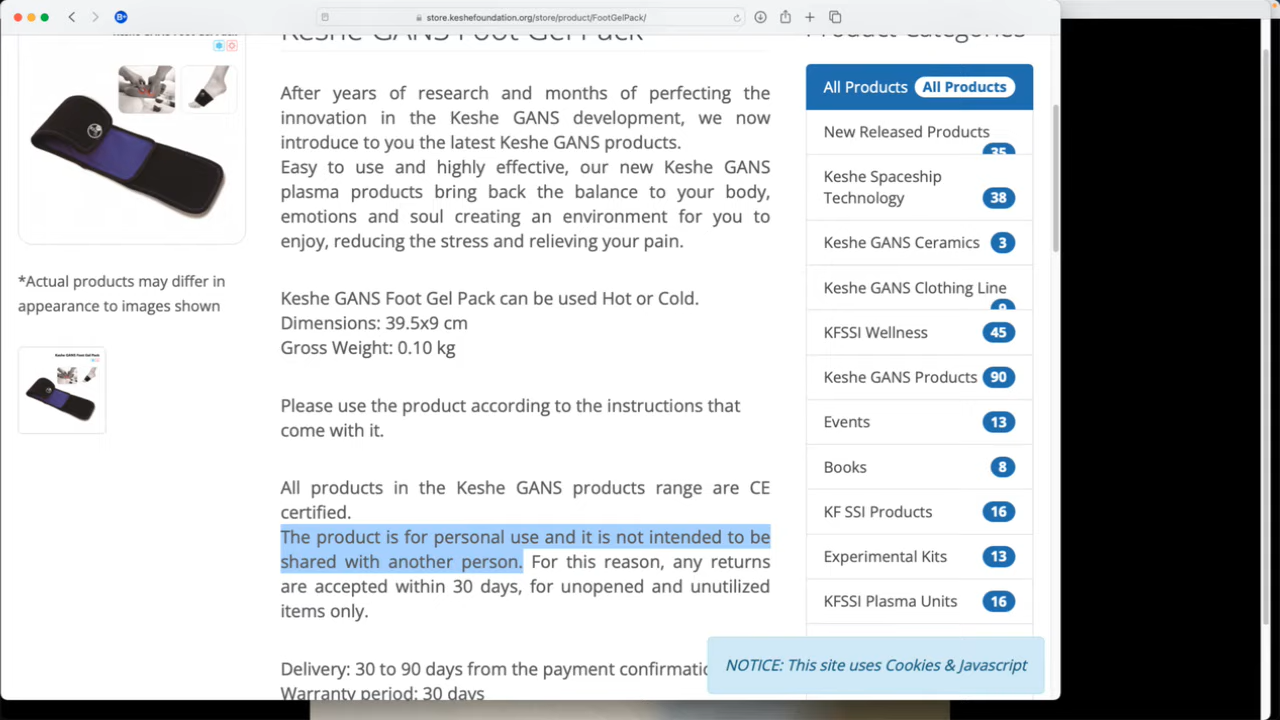 B+
store.keshefoundation.org/store/product/FootGelPack/
Keshe GANS Foot Gel Pack
Product Categories
After years of research and months of perfecting the
innovation in the Keshe GANS development, we now
introduce to you the latest Keshe GANS products.
Easy to use and highly effective, our new Keshe GANS
plasma products bring back the balance to your body,
emotions and soul creating an environment for you to
enjoy, reducing the stress and relieving your pain.
Keshe GANS Foot Gel Pack can be used Hot or Cold.
Dimensions: 39.5x9 cm
Gross Weight: 0.10 kg
Please use the product according to the instructions that
come with it.
All products in the Keshe GANS products range are CE
certified.
The product is for personal use and it is not intended to be
shared with another person. For this reason, any returns
are accepted within 30 days, for unopened and unutilized
items only.
Delivery: 30 to 90 days from the payment confirmatio
Warranty period: 30 days
*Actual products may differ in
appearance to images shown
Keshe GANS Foot Gel Pack
All Products All Products
New Released Products
35
Keshe Spaceship
Technology 38
Keshe GANS Ceramics 3
Keshe GANS Clothing Line
9
KFSSI Wellness 45
Keshe GANS Products 90
Events 13
Books 8
KF SSI Products 16
Experimental Kits 13
KFSSI Plasma Units 16
NOTICE: This site uses Cookies & Javascript